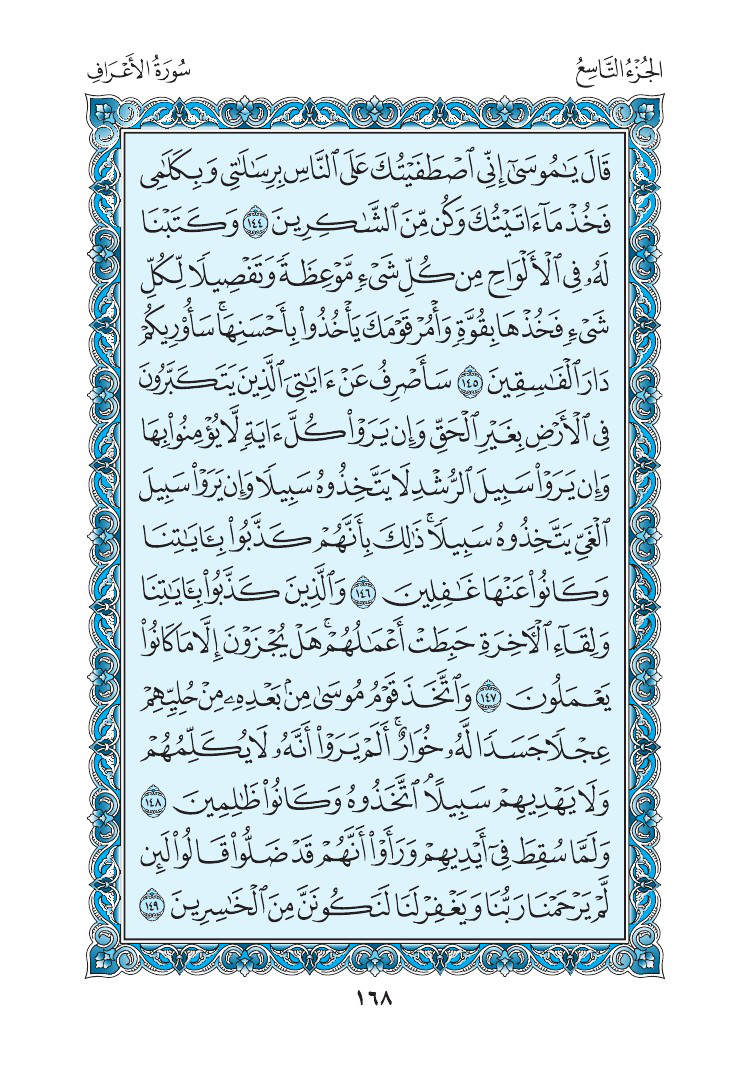 الجُزْءُ التَّاسِعُ
سُورَةُ الأَعْرَافِ
قَالَ يَٰمُوسَىٰٓ إِنِّى ٱصْطَفَيْتُكَ عَلَى ٱلنَّاسِ بِرِسَٰلَٰتِى وَبِكَلَٰمِى
فَخُذْ مَآ ءَاتَيْتُكَ وَكُن مِّنَ ٱلشَّٰكِرِينَ ١٤٤ وَكَتَبْنَا
لَهُۥ فِى ٱلْأَلْوَاحِ مِن كُلِّ شَىْءٍ مَّوْعِظَةً وَتَفْصِيلًا لِّكُلِّ
شَىْءٍ فَخُذْهَا بِقُوَّةٍ وَأْمُرْ قَوْمَكَ يَأْخُذُوا۟ بِأَحْسَنِهَاۚ سَأُو۟رِيكُمْ
دَارَ ٱلْفَٰسِقِينَ ١٤٥ سَأَصْرِفُ عَنْ ءَايَٰتِىَ ٱلَّذِينَ يَتَكَبَّرُونَ
فِى ٱلْأَرْضِ بِغَيْرِ ٱلْحَقِّ وَإِن يَرَوْا۟ كُلَّ ءَايَةٍ لَّا يُؤْمِنُوا۟ بِهَا
وَإِن يَرَوْا۟ سَبِيلَ ٱلرُّشْدِ لَا يَتَّخِذُوهُ سَبِيلًا وَإِن يَرَوْا۟ سَبِيلَ
ٱلْغَىِّ يَتَّخِذُوهُ سَبِيلًاۚ ذَٰلِكَ بِأَنَّهُمْ كَذَّبُوا۟ بِـَٔايَٰتِنَا
وَكَانُوا۟ عَنْهَا غَٰفِلِينَ ١٤٦ وَٱلَّذِينَ كَذَّبُوا۟ بِـَٔايَٰتِنَا
وَلِقَآءِ ٱلْءَاخِرَةِ حَبِطَتْ أَعْمَٰلُهُمْۚ هَلْ يُجْزَوْنَ إِلَّا مَا كَانُوا۟
يَعْمَلُونَ ١٤٧ وَٱتَّخَذَ قَوْمُ مُوسَىٰ مِنۢ بَعْدِهِۦ مِنْ حُلِيِّهِمْ
عِجْلًا جَسَدًا لَّهُۥ خُوَارٌۚ أَلَمْ يَرَوْا۟ أَنَّهُۥ لَا يُكَلِّمُهُمْ
وَلَا يَهْدِيهِمْ سَبِيلًاۘ ٱتَّخَذُوهُ وَكَانُوا۟ ظَٰلِمِينَ ١٤٨
وَلَمَّا سُقِطَ فِىٓ أَيْدِيهِمْ وَرَأَوْا۟ أَنَّهُمْ قَدْ ضَلُّوا۟ قَالُوا۟ لَئِن
لَّمْ يَرْحَمْنَا رَبُّنَا وَيَغْفِرْ لَنَا لَنَكُونَنَّ مِنَ ٱلْخَٰسِرِينَ ١٤٩
١٦٨